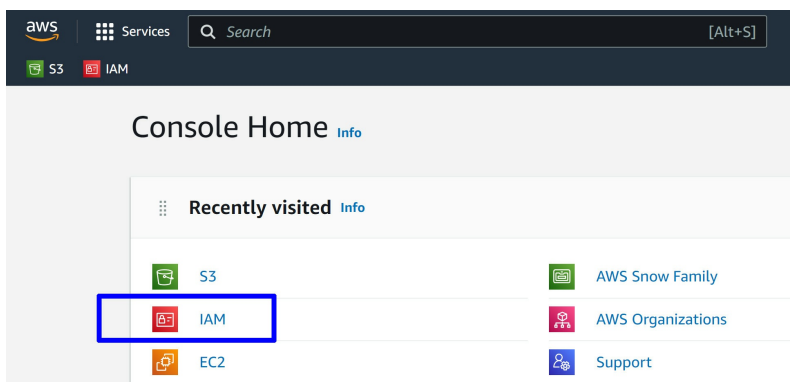 aws Services Search [Alt+S]
S3 IAM
Console Home Info
Recently visited Info
S3 AWS Snow Family
IAM AWS Organizations
EC2 Support